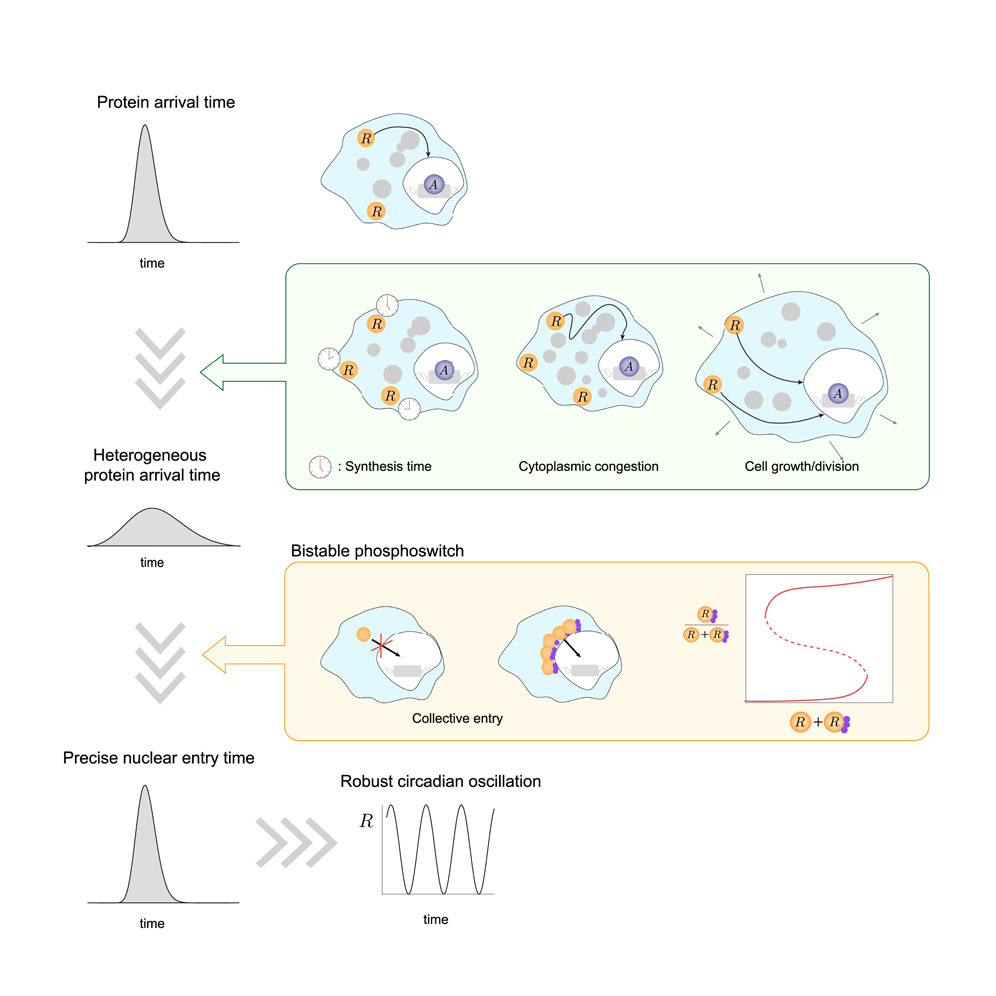 Protein arrival time
time
R
R
A
R
R
R
A
R
R
R
A
R
R
A
: Synthesis time
Cytoplasmic congestion
Cell growth/division
Heterogeneous
protein arrival time
time
Bistable phosphoswitch
Collective entry
R
R + R
R + R
Precise nuclear entry time
time
Robust circadian oscillation
R
time